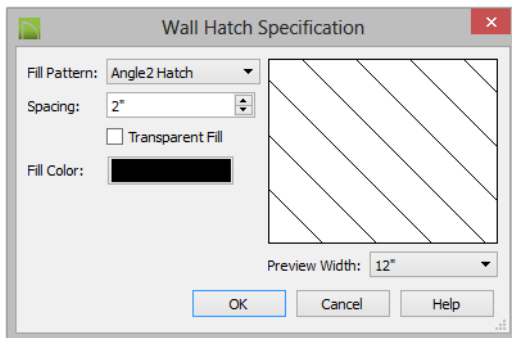 Wall Hatch Specification
Fill Pattern: Angle2 Hatch
Spacing: 2"
Transparent Fill
Fill Color:
Preview Width: 12"
OK Cancel Help